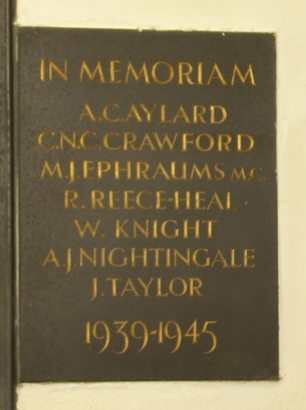 IN MEMORIAM
A.C.AYLARD
C.N.C.CRAWFORD
M.J.EPHRAUMS M.C.
R. REECE-HEAL
W. KNIGHT
A.J.NIGHTINGALE
J.TAYLOR
1939-1945